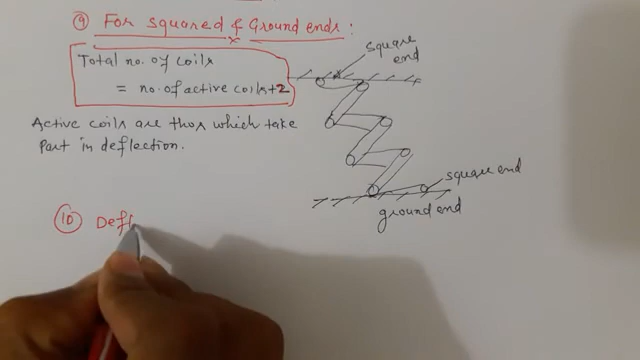 ⑨ For squared & Ground ends :
Total no. of coils
= no. of active coils + 2
Active coils are thos which take
part in deflection.
square
end
square end
ground end
⑩ Defl